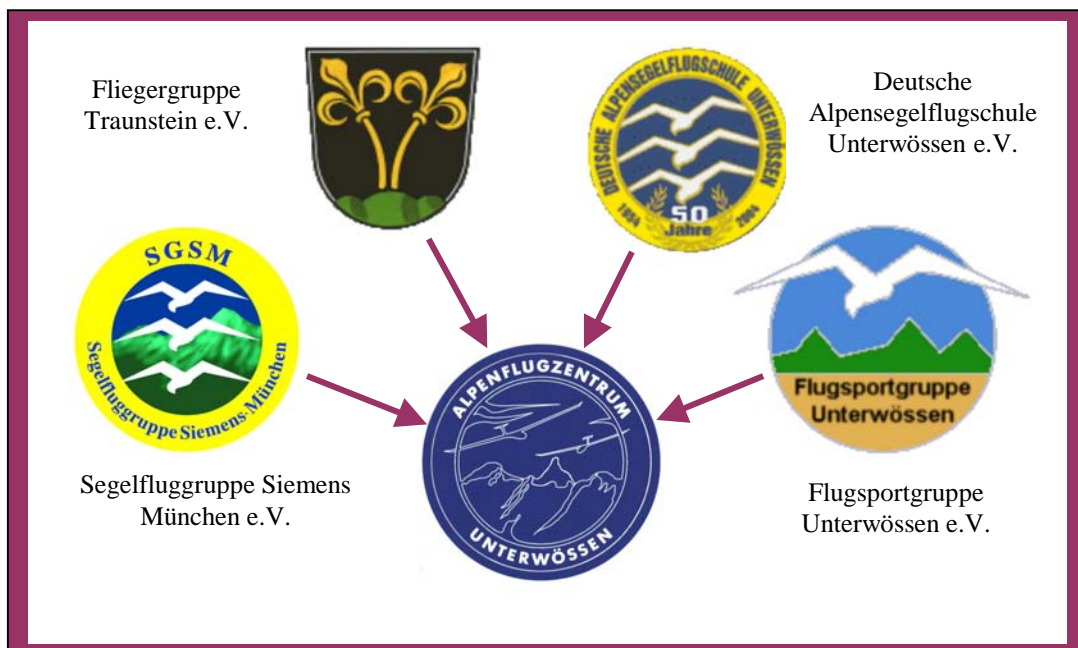 Fliegergruppe
Traunstein e.V.
DEUTSCHE ALPENSEGELFLUGSCHULE UNTERWÖSSEN
1954 2004
50
Jahre
Deutsche
Alpensegelflugschule
Unterwössen e.V.
SGSM
Segelfluggruppe Siemens-München
Segelfluggruppe Siemens
München e.V.
ALPENFLUGZENTRUM
UNTERWÖSSEN
Flugsportgruppe
Unterwössen
Flugsportgruppe
Unterwössen e.V.